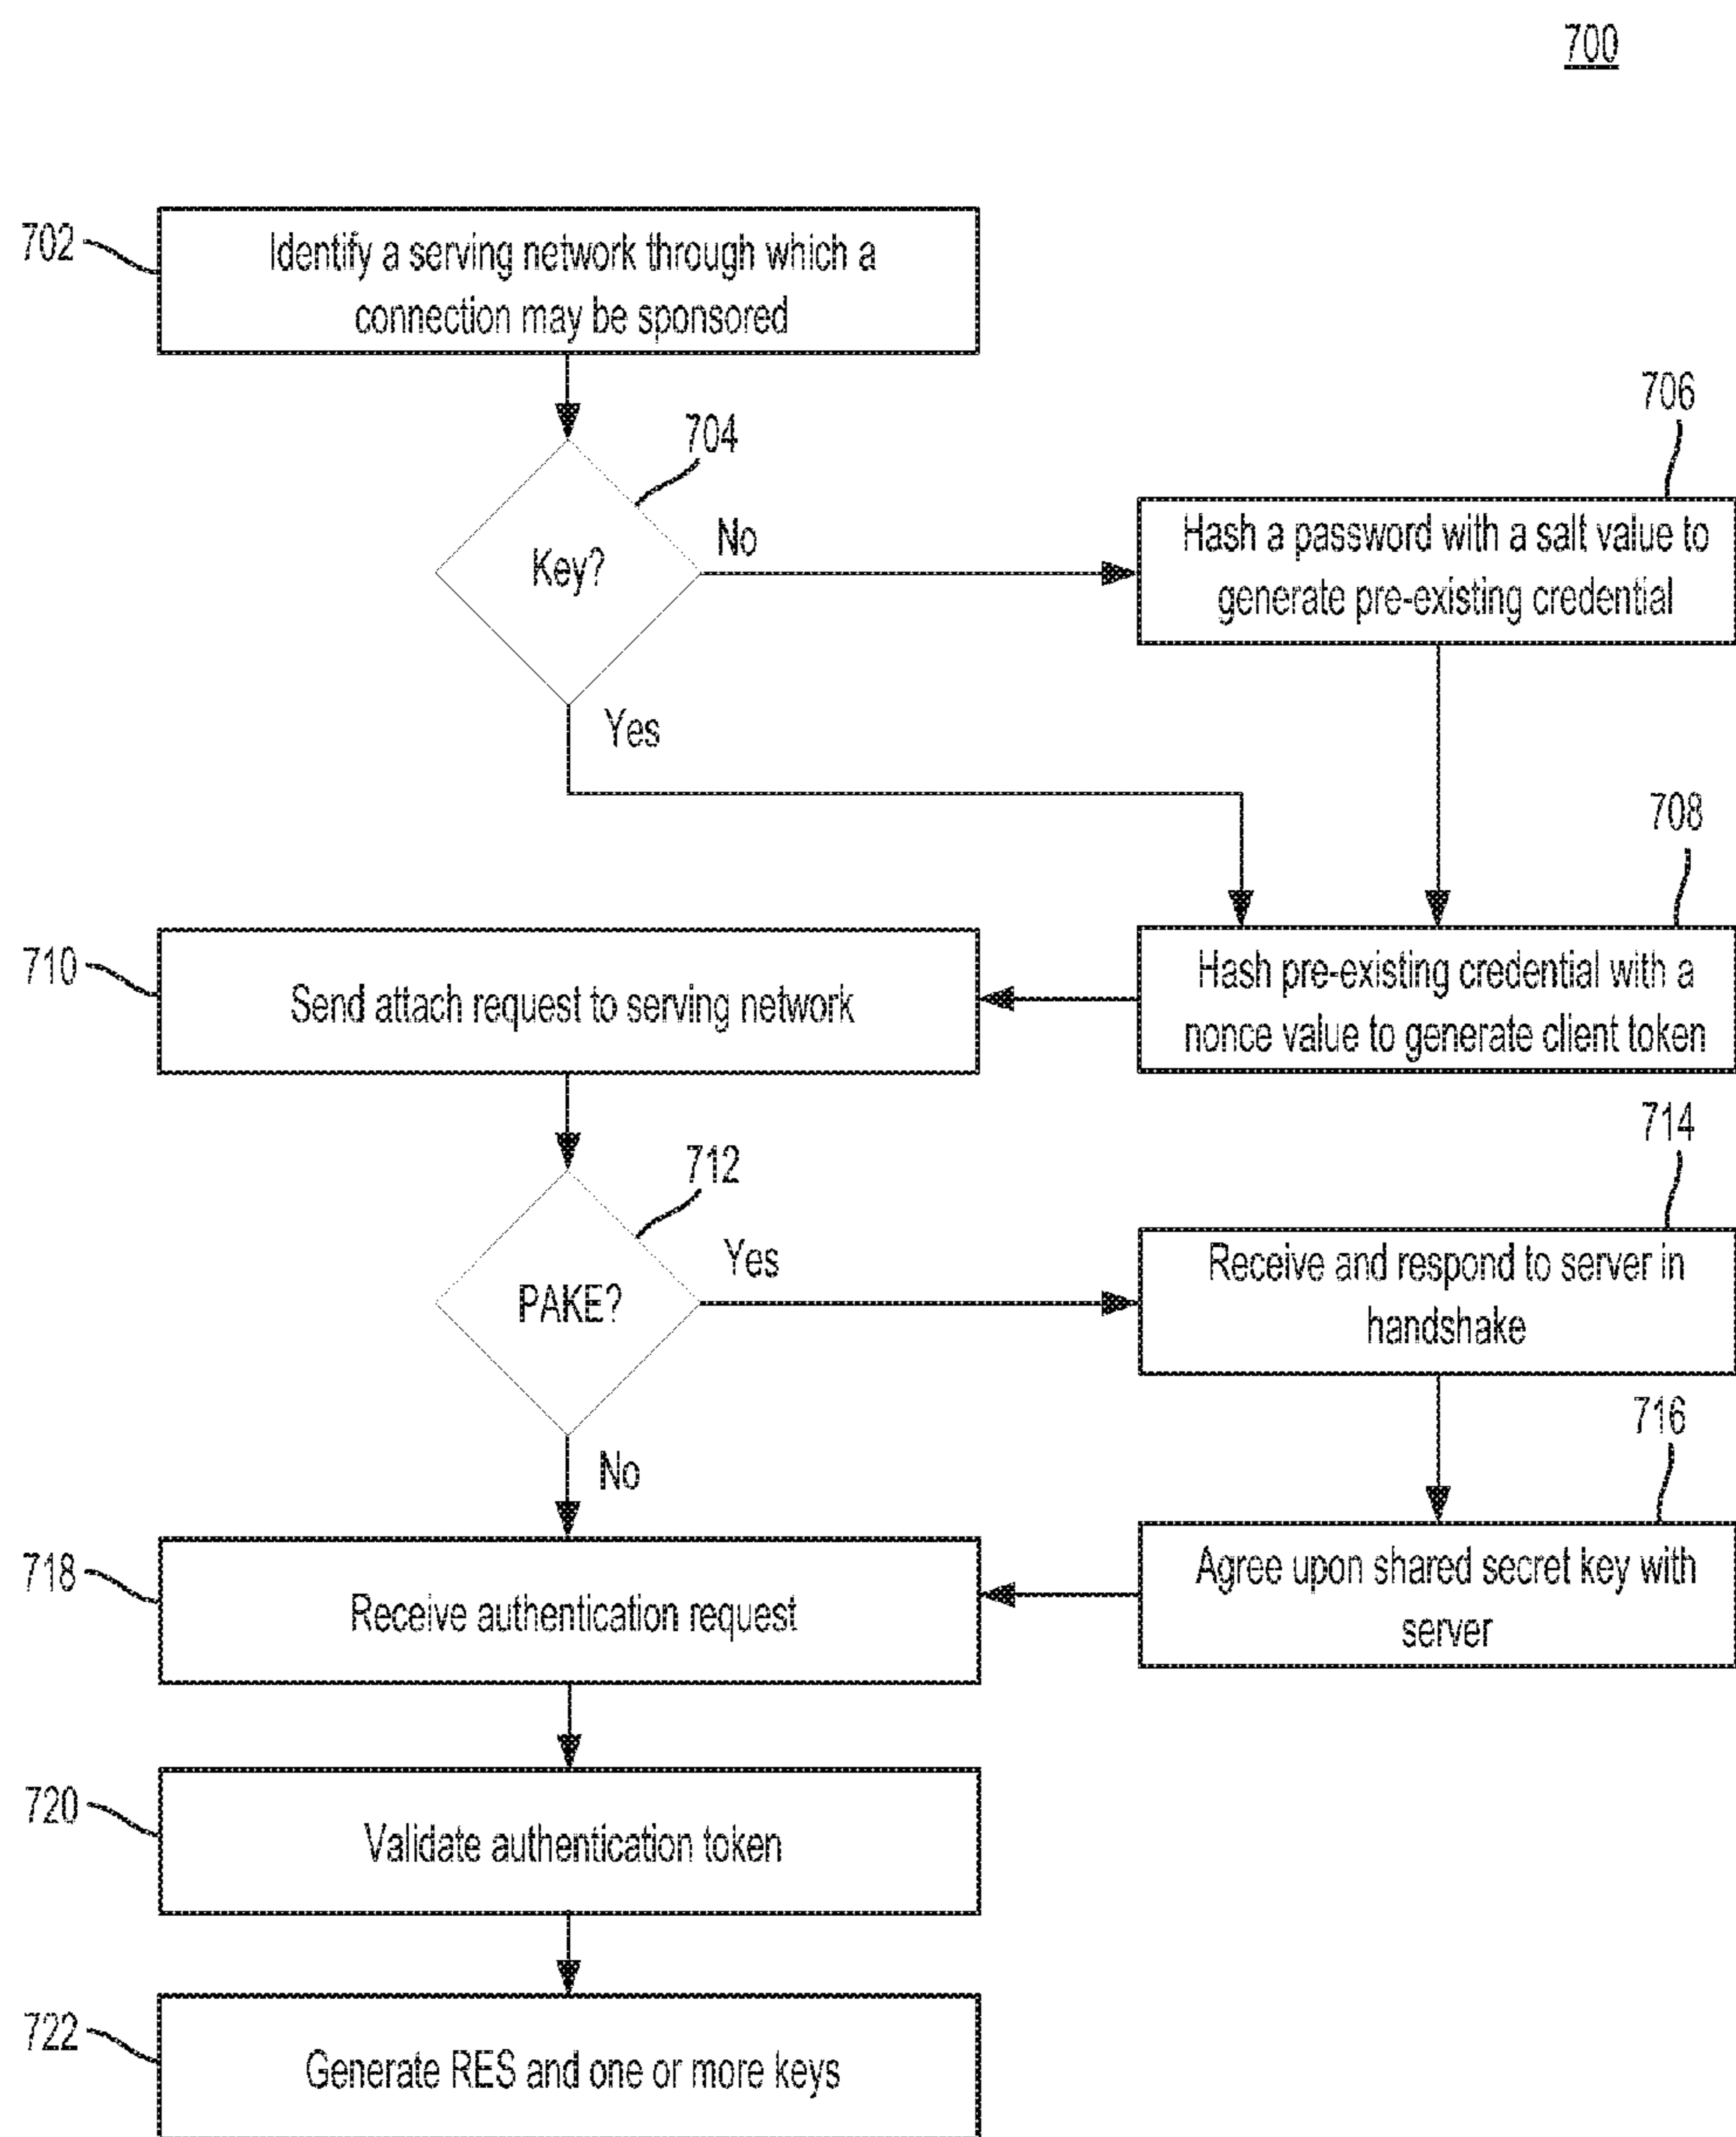 700
702
Identify a serving network through which a
connection may be sponsored
704
Key?
No
Yes
706
Hash a password with a salt value to
generate pre-existing credential
708
Hash pre-existing credential with a
nonce value to generate client token
710
Send attach request to serving network
712
PAKE?
Yes
No
714
Receive and respond to server in
handshake
716
Agree upon shared secret key with
server
718
Receive authentication request
720
Validate authentication token
722
Generate RES and one or more keys